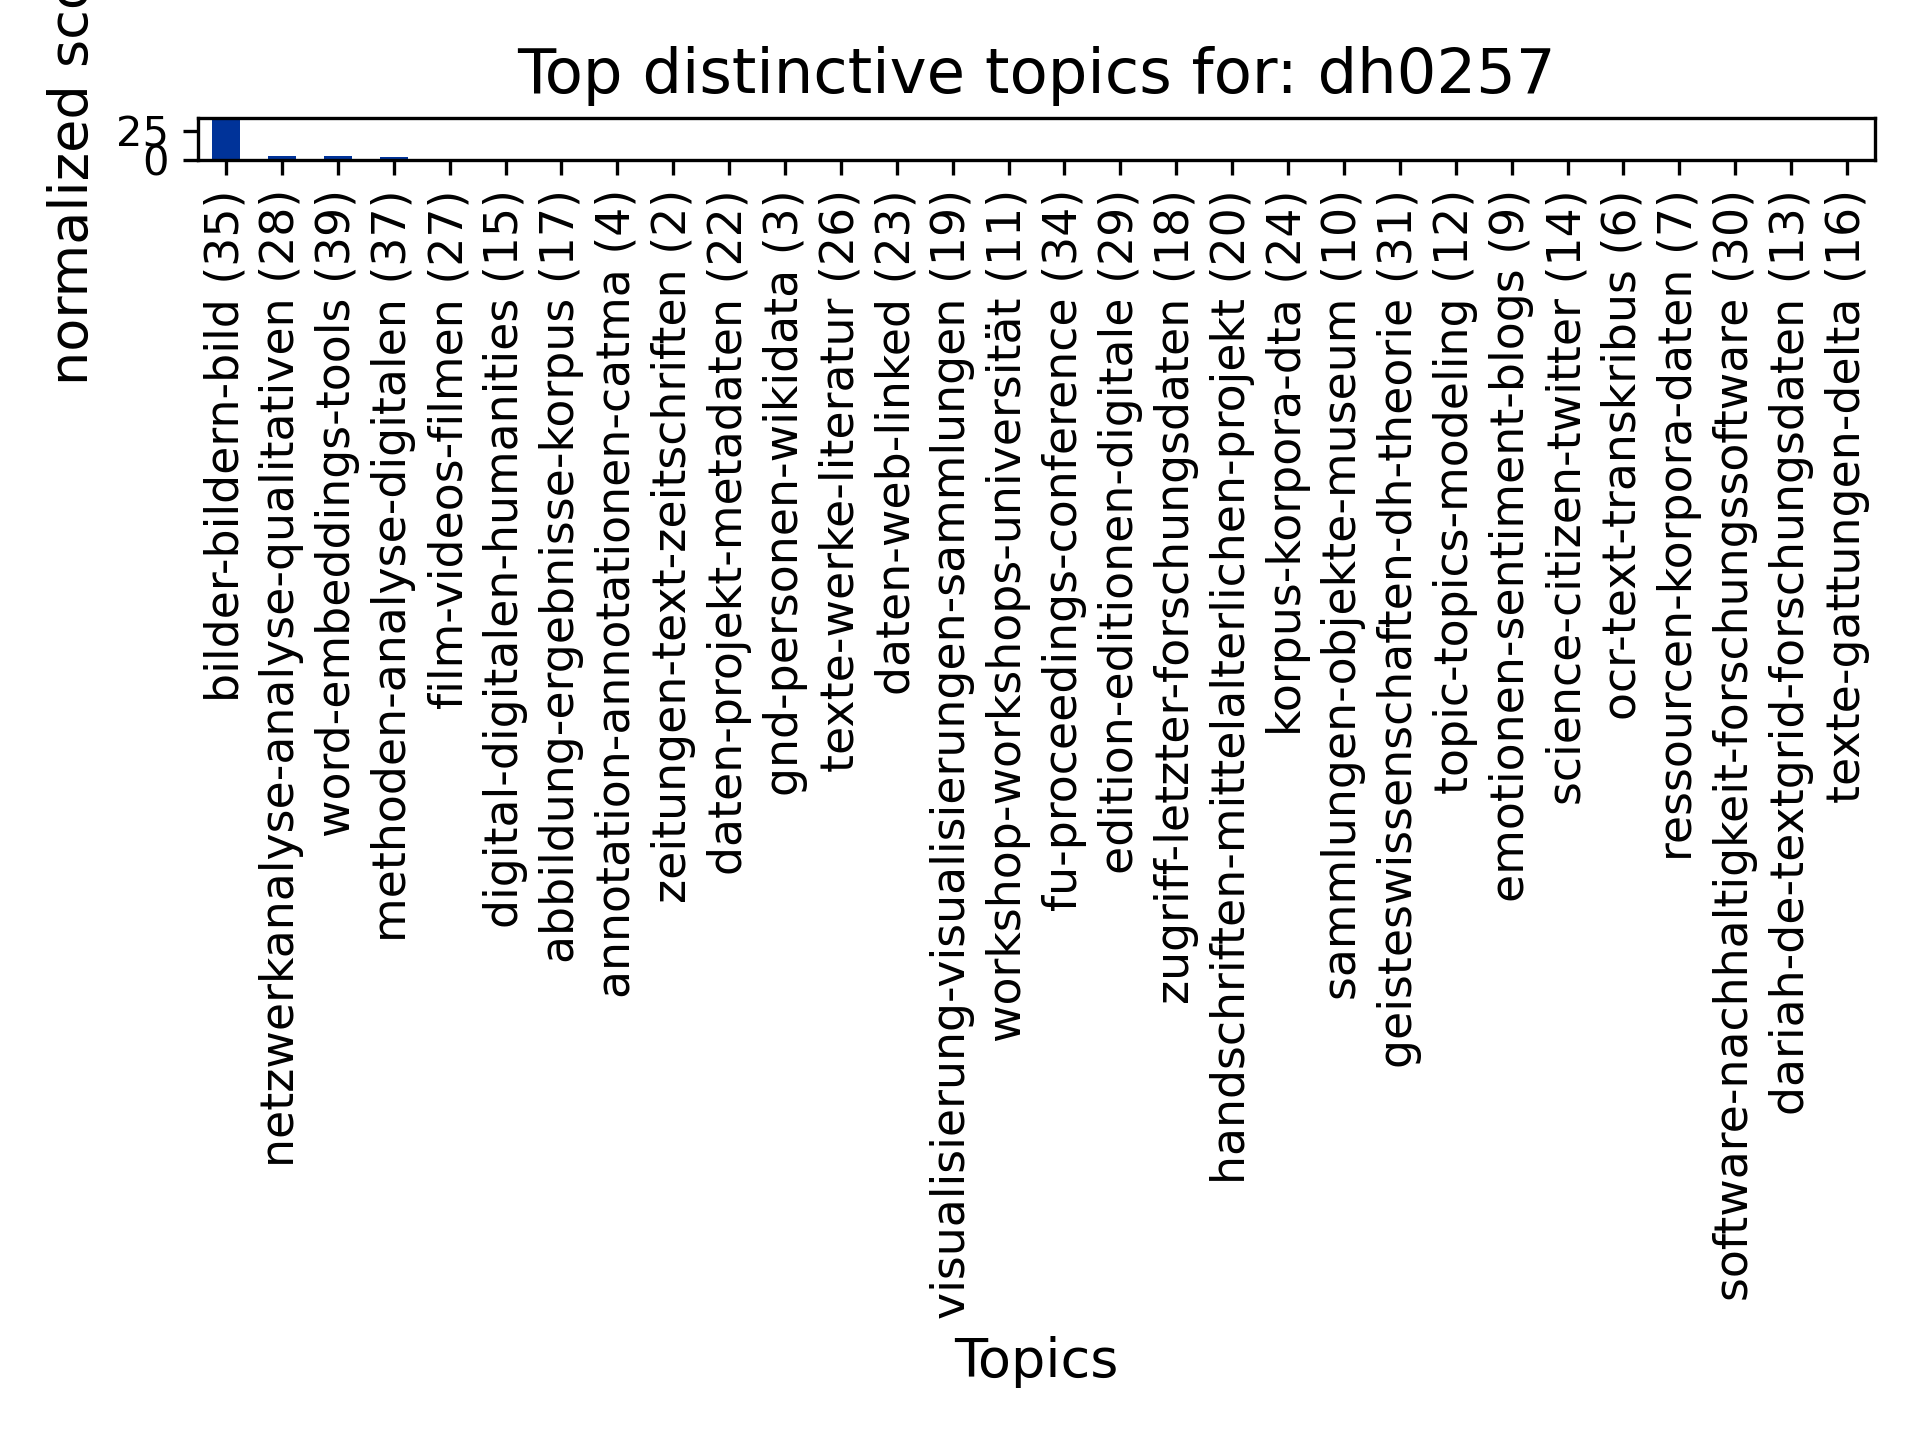 Top distinctive topics for: dh0257
normalized
25
0
bilder-bildern-bild (35)
netzwerkanalyse-analyse-qualitativen (28)
word-embeddings-tools (39)
methoden-analyse-digitalen (37)
film-videos-filmen (27)
digital-digitalen-humanities (15)
abbildung-ergebnisse-korpus (17)
annotation-annotationen-catma (4)
zeitungen-text-zeitschriften (2)
daten-projekt-metadaten (22)
gnd-personen-wikidata (3)
texte-werke-literatur (26)
daten-web-linked (23)
visualisierung-visualisierungen-sammlungen (19)
workshop-workshops-universität (11)
fu-proceedings-conference (34)
edition-editionen-digitale (29)
zugriff-letzter-forschungsdaten (18)
handschriften-mittelalterlichen-projekt (20)
korpus-korpora-dta (24)
sammlungen-objekte-museum (10)
geisteswissenschaften-dh-theorie (31)
topic-topics-modeling (12)
emotionen-sentiment-blogs (9)
science-citizen-twitter (14)
ocr-text-transkribus (6)
ressourcen-korpora-daten (7)
software-nachhaltigkeit-forschungssoftware (30)
dariah-de-textgrid-forschungsdaten (13)
texte-gattungen-delta (16)
Topics